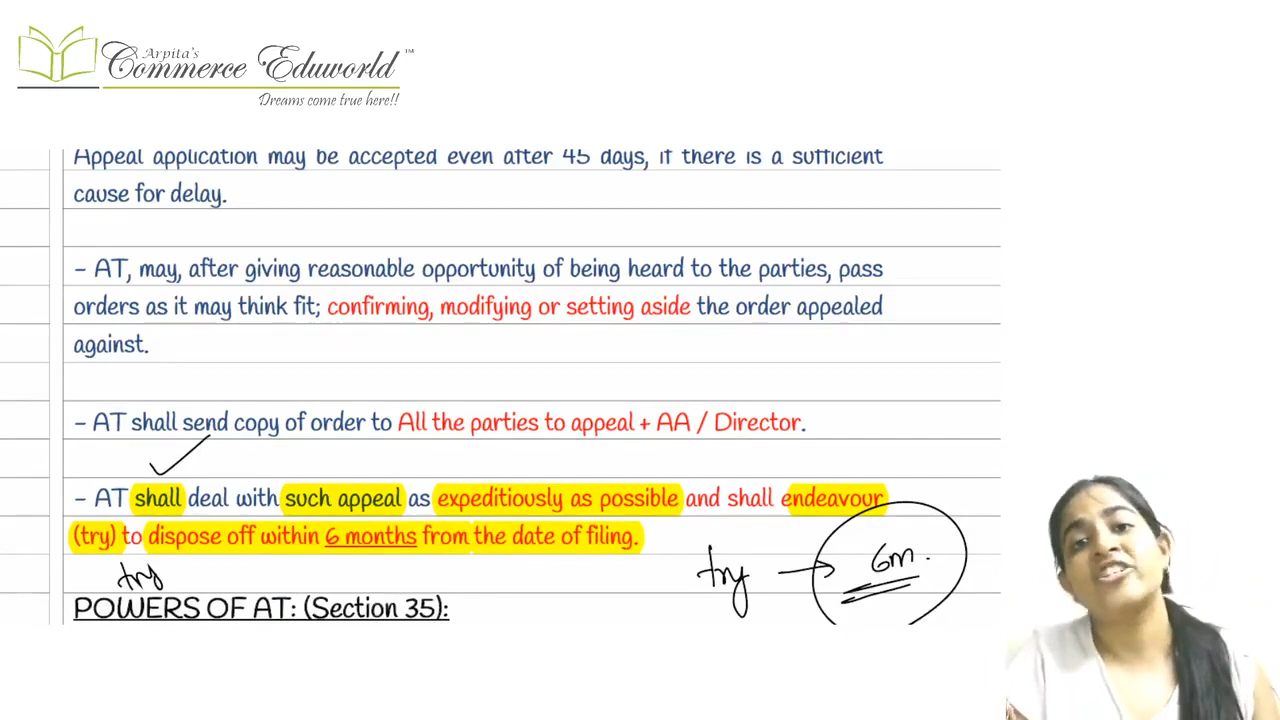 Arpita's
Commerce Eduworld™
Dreams come true here!!
Appeal application may be accepted even after 45 days, if there is a sufficient
cause for delay.
- AT, may, after giving reasonable opportunity of being heard to the parties, pass
orders as it may think fit; confirming, modifying or setting aside the order appealed
against.
- AT shall send copy of order to All the parties to appeal + AA / Director.
- AT shall deal with such appeal as expeditiously as possible and shall endeavour
(try) to dispose off within 6 months from the date of filing.
try
try → 6m.
POWERS OF AT: (Section 35):